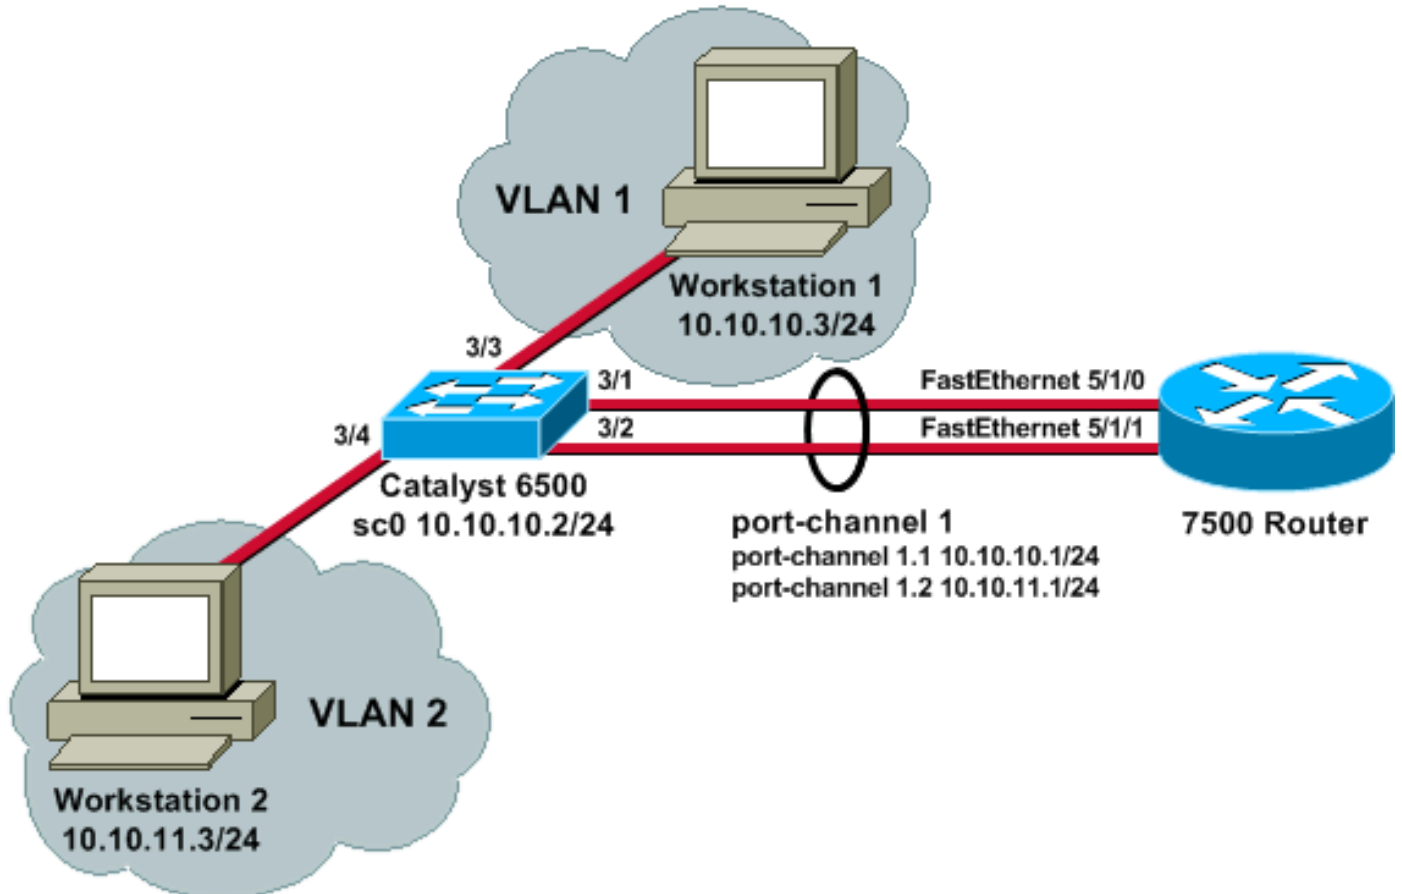 VLAN 1
Workstation 1
10.10.10.3/24
3/3
3/1
FastEthernet 5/1/0
3/4
3/2
FastEthernet 5/1/1
Catalyst 6500
sc0 10.10.10.2/24
port-channel 1
port-channel 1.1 10.10.10.1/24
port-channel 1.2 10.10.11.1/24
7500 Router
VLAN 2
Workstation 2
10.10.11.3/24